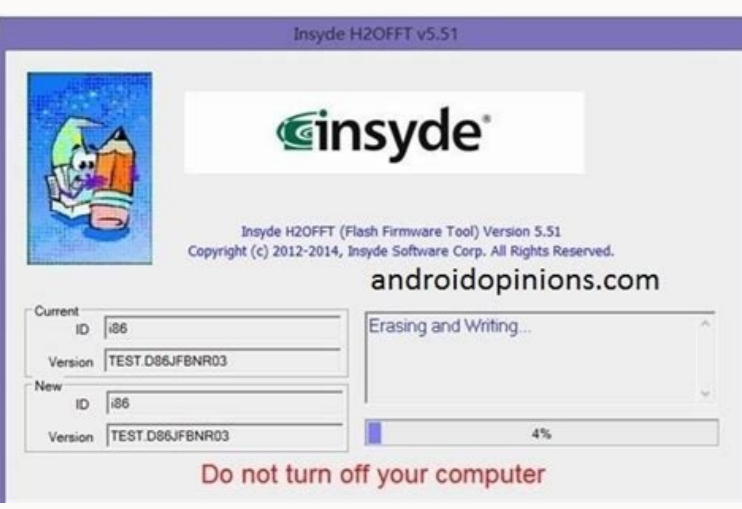 Insyde H2OFFT v5.51
insyde®
Insyde H2OFFT (Flash Firmware Tool) Version 5.51
Copyright (c) 2012-2014, Insyde Software Corp. All Rights Reserved.
androidopinions.com
Current
ID i86
Version TEST.D86JFBNR03
New
ID i86
Version TEST.D86JFBNR03
Erasing and Writing...
4%
Do not turn off your computer